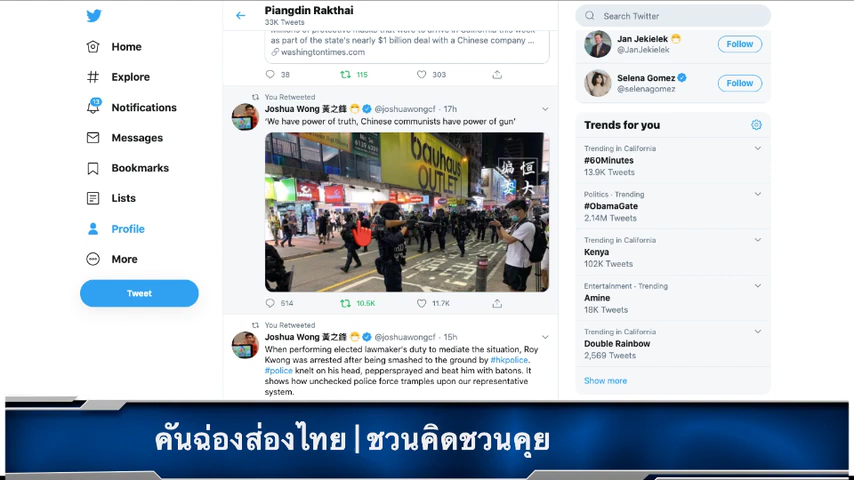 Piangdin Rakthai
33K Tweets
Home
Explore
13
Notifications
Messages
Bookmarks
Lists
Profile
More
Tweet
as part of the state's nearly $1 billion deal with a Chinese company ...
washingtontimes.com
38 115 303
You Retweeted
Joshua Wong 黃之鋒 @joshuawongcf · 17h
'We have power of truth, Chinese communists have power of gun'
bauhaus
OUTLET
恒大
514 10.5K 11.7K
You Retweeted
Joshua Wong 黃之鋒 @joshuawongcf · 15h
When performing elected lawmaker's duty to mediate the situation, Roy
Kwong was arrested after being smashed to the ground by #hkpolice.
#police knelt on his head, peppersprayed and beat him with batons. It
shows how unchecked police force tramples upon our representative
system.
Search Twitter
Jan Jekielek
@JanJekielek
Follow
Selena Gomez
@selenagomez
Follow
Trends for you
Trending in California
#60Minutes
13.9K Tweets
Politics · Trending
#ObamaGate
2.14M Tweets
Trending in California
Kenya
102K Tweets
Entertainment · Trending
Amine
18K Tweets
Trending in California
Double Rainbow
2,569 Tweets
Show more
คันฉ่องส่องไทย | ชวนคิดชวนคุย